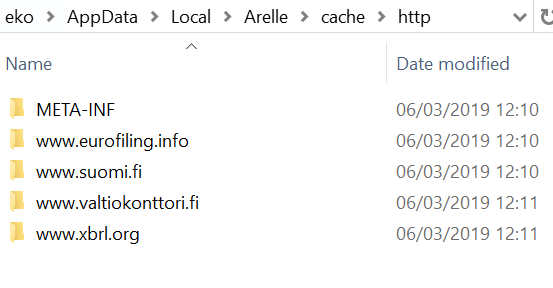 eko > AppData > Local > Arelle > cache > http
Name Date modified
META-INF 06/03/2019 12:10
www.eurofiling.info 06/03/2019 12:10
www.suomi.fi 06/03/2019 12:10
www.valtiokonttori.fi 06/03/2019 12:11
www.xbrl.org 06/03/2019 12:11